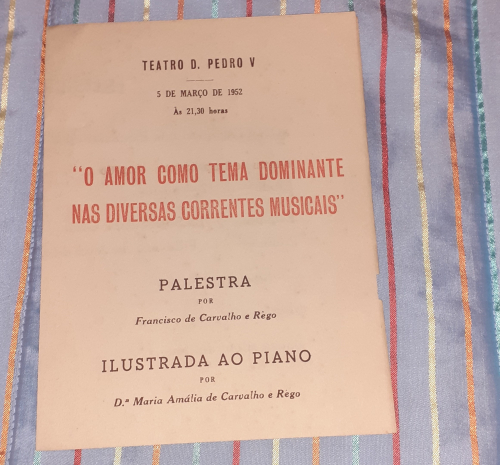 TEATRO D. PEDRO V
5 DE MARÇO DE 1952
Às 21,30 horas
"O AMOR COMO TEMA DOMINANTE
NAS DIVERSAS CORRENTES MUSICAIS"
PALESTRA
POR
Francisco de Carvalho e Rêgo
ILUSTRADA AO PIANO
POR
D.ª Maria Amália de Carvalho e Rego